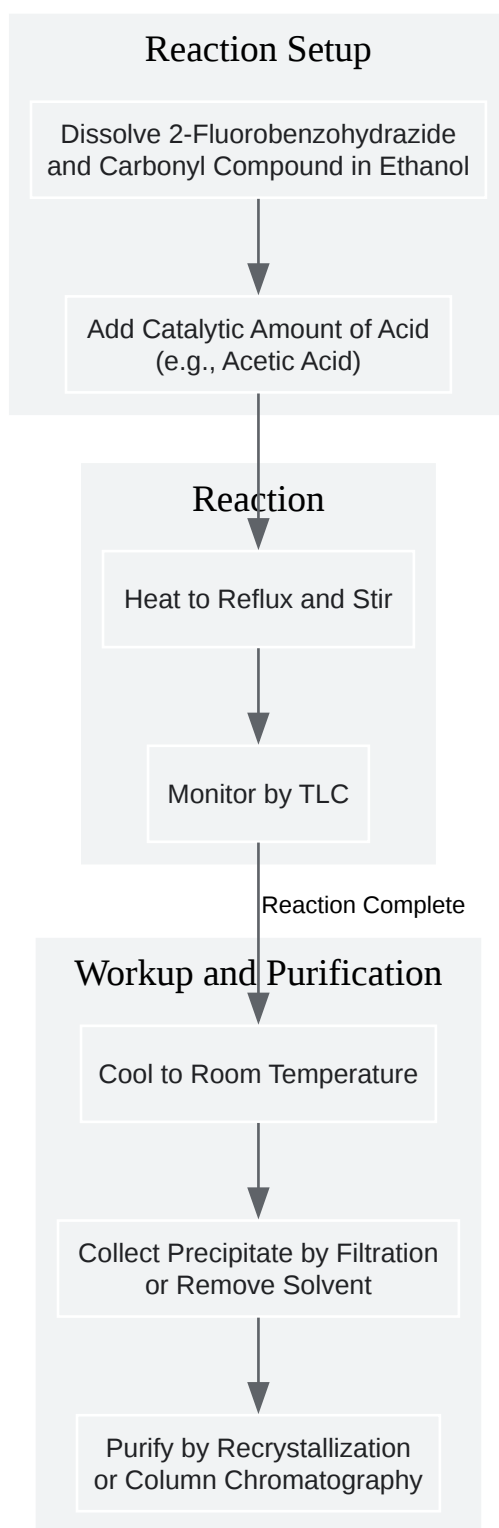 Reaction Setup
Dissolve 2-Fluorobenzohydrazide
and Carbonyl Compound in Ethanol
Add Catalytic Amount of Acid
(e.g., Acetic Acid)
Reaction
Heat to Reflux and Stir
Monitor by TLC
Reaction Complete
Workup and Purification
Cool to Room Temperature
Collect Precipitate by Filtration
or Remove Solvent
Purify by Recrystallization
or Column Chromatography